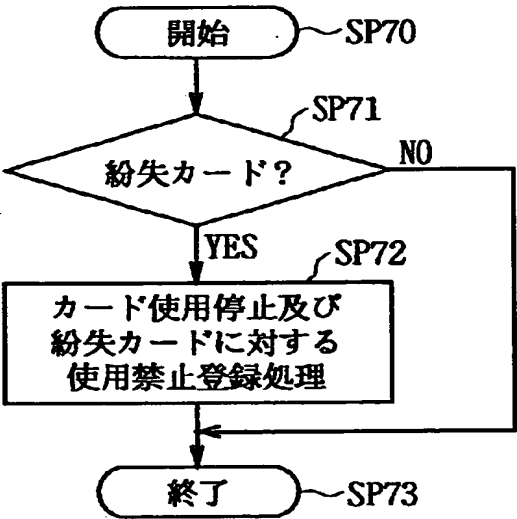 開始
SP70
SP71
紛失カード?
NO
YES
SP72
カード使用停止及び
紛失カードに対する
使用禁止登録処理
終了
SP73